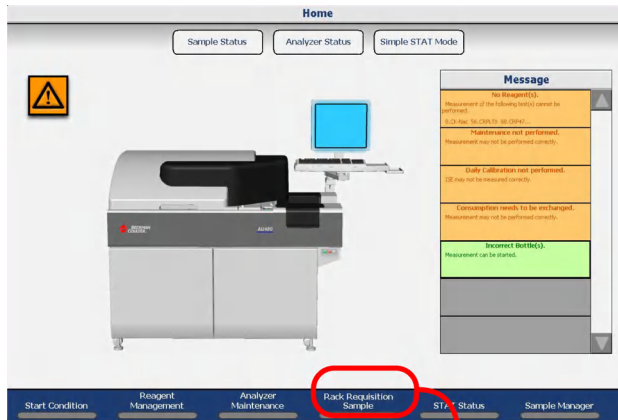 Home
Sample Status
Analyzer Status
Simple STAT Mode
Message
No Reagent(s).
Measurement of the following test(s) cannot be
performed.
Maintenance not performed.
Measurement may not be performed correctly.
Daily Calibration not performed.
ISE may not be measured correctly.
Consumption needs to be exchanged.
Measurement may not be performed correctly.
Incorrect Bottle(s).
Measurement can be started.
BECKMAN
COULTER
AU480
Start Condition
Reagent
Management
Analyzer
Maintenance
Rack Requisition
Sample
STAT Status
Sample Manager